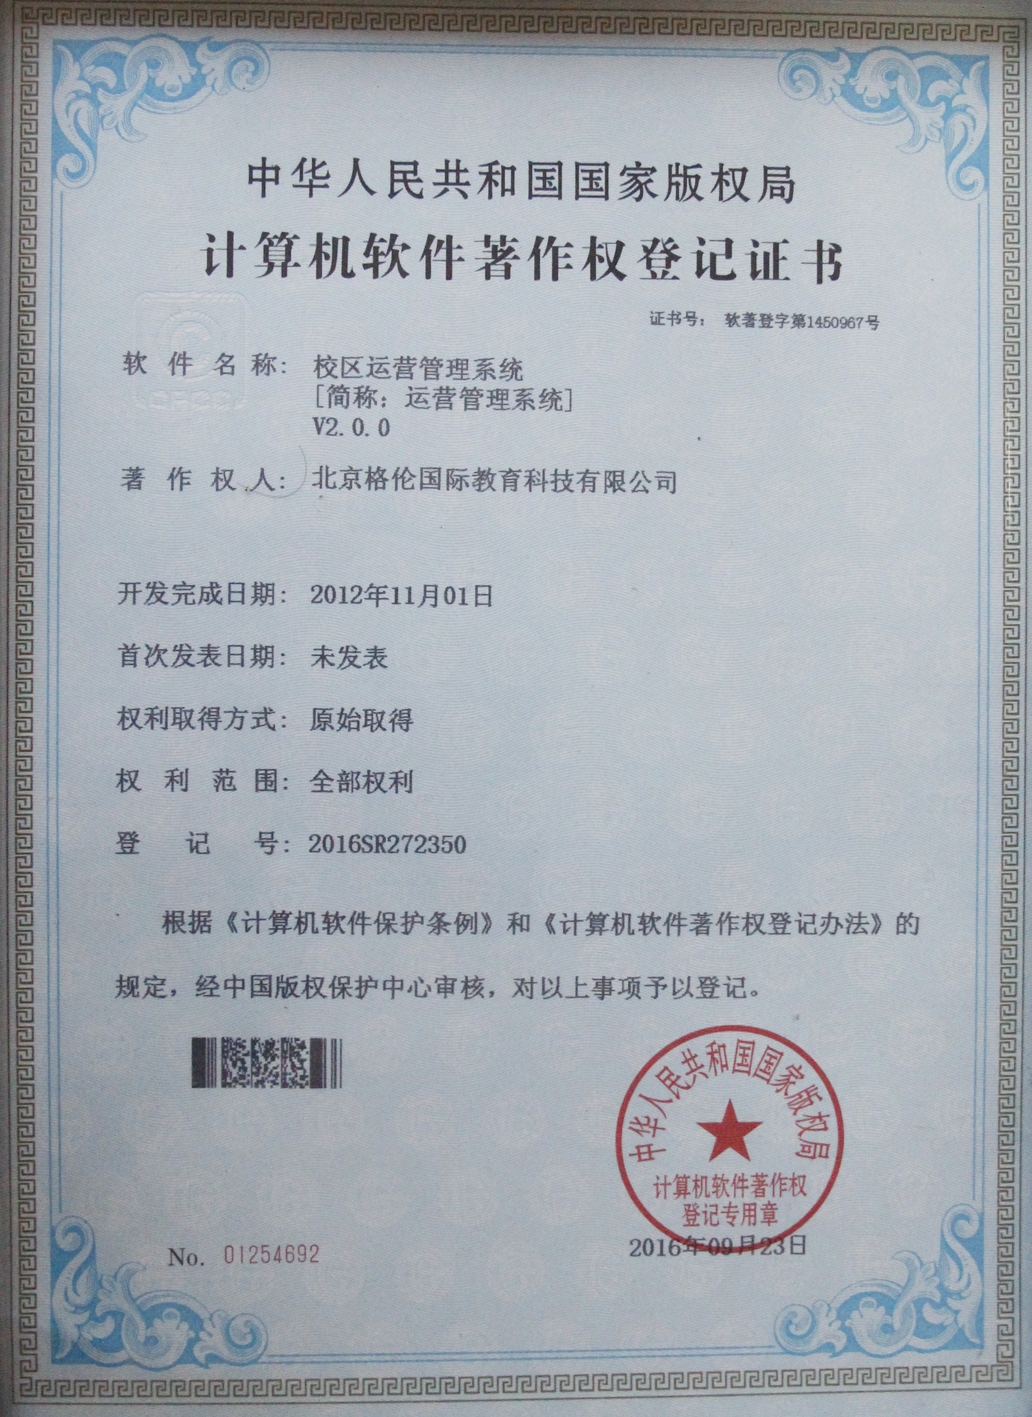 中华人民共和国国家版权局
计算机软件著作权登记证书
证书号： 软著登字第1450967号
软件名称： 校区运营管理系统
[简称：运营管理系统]
V2.0.0
著作权人： 北京格伦国际教育科技有限公司
开发完成日期： 2012年11月01日
首次发表日期： 未发表
权利取得方式： 原始取得
权利范围： 全部权利
登记号： 2016SR272350
根据《计算机软件保护条例》和《计算机软件著作权登记办法》的
规定，经中国版权保护中心审核，对以上事项予以登记。
中华人民共和国国家版权局
计算机软件著作权
登记专用章
No. 01254692
2016年09月23日